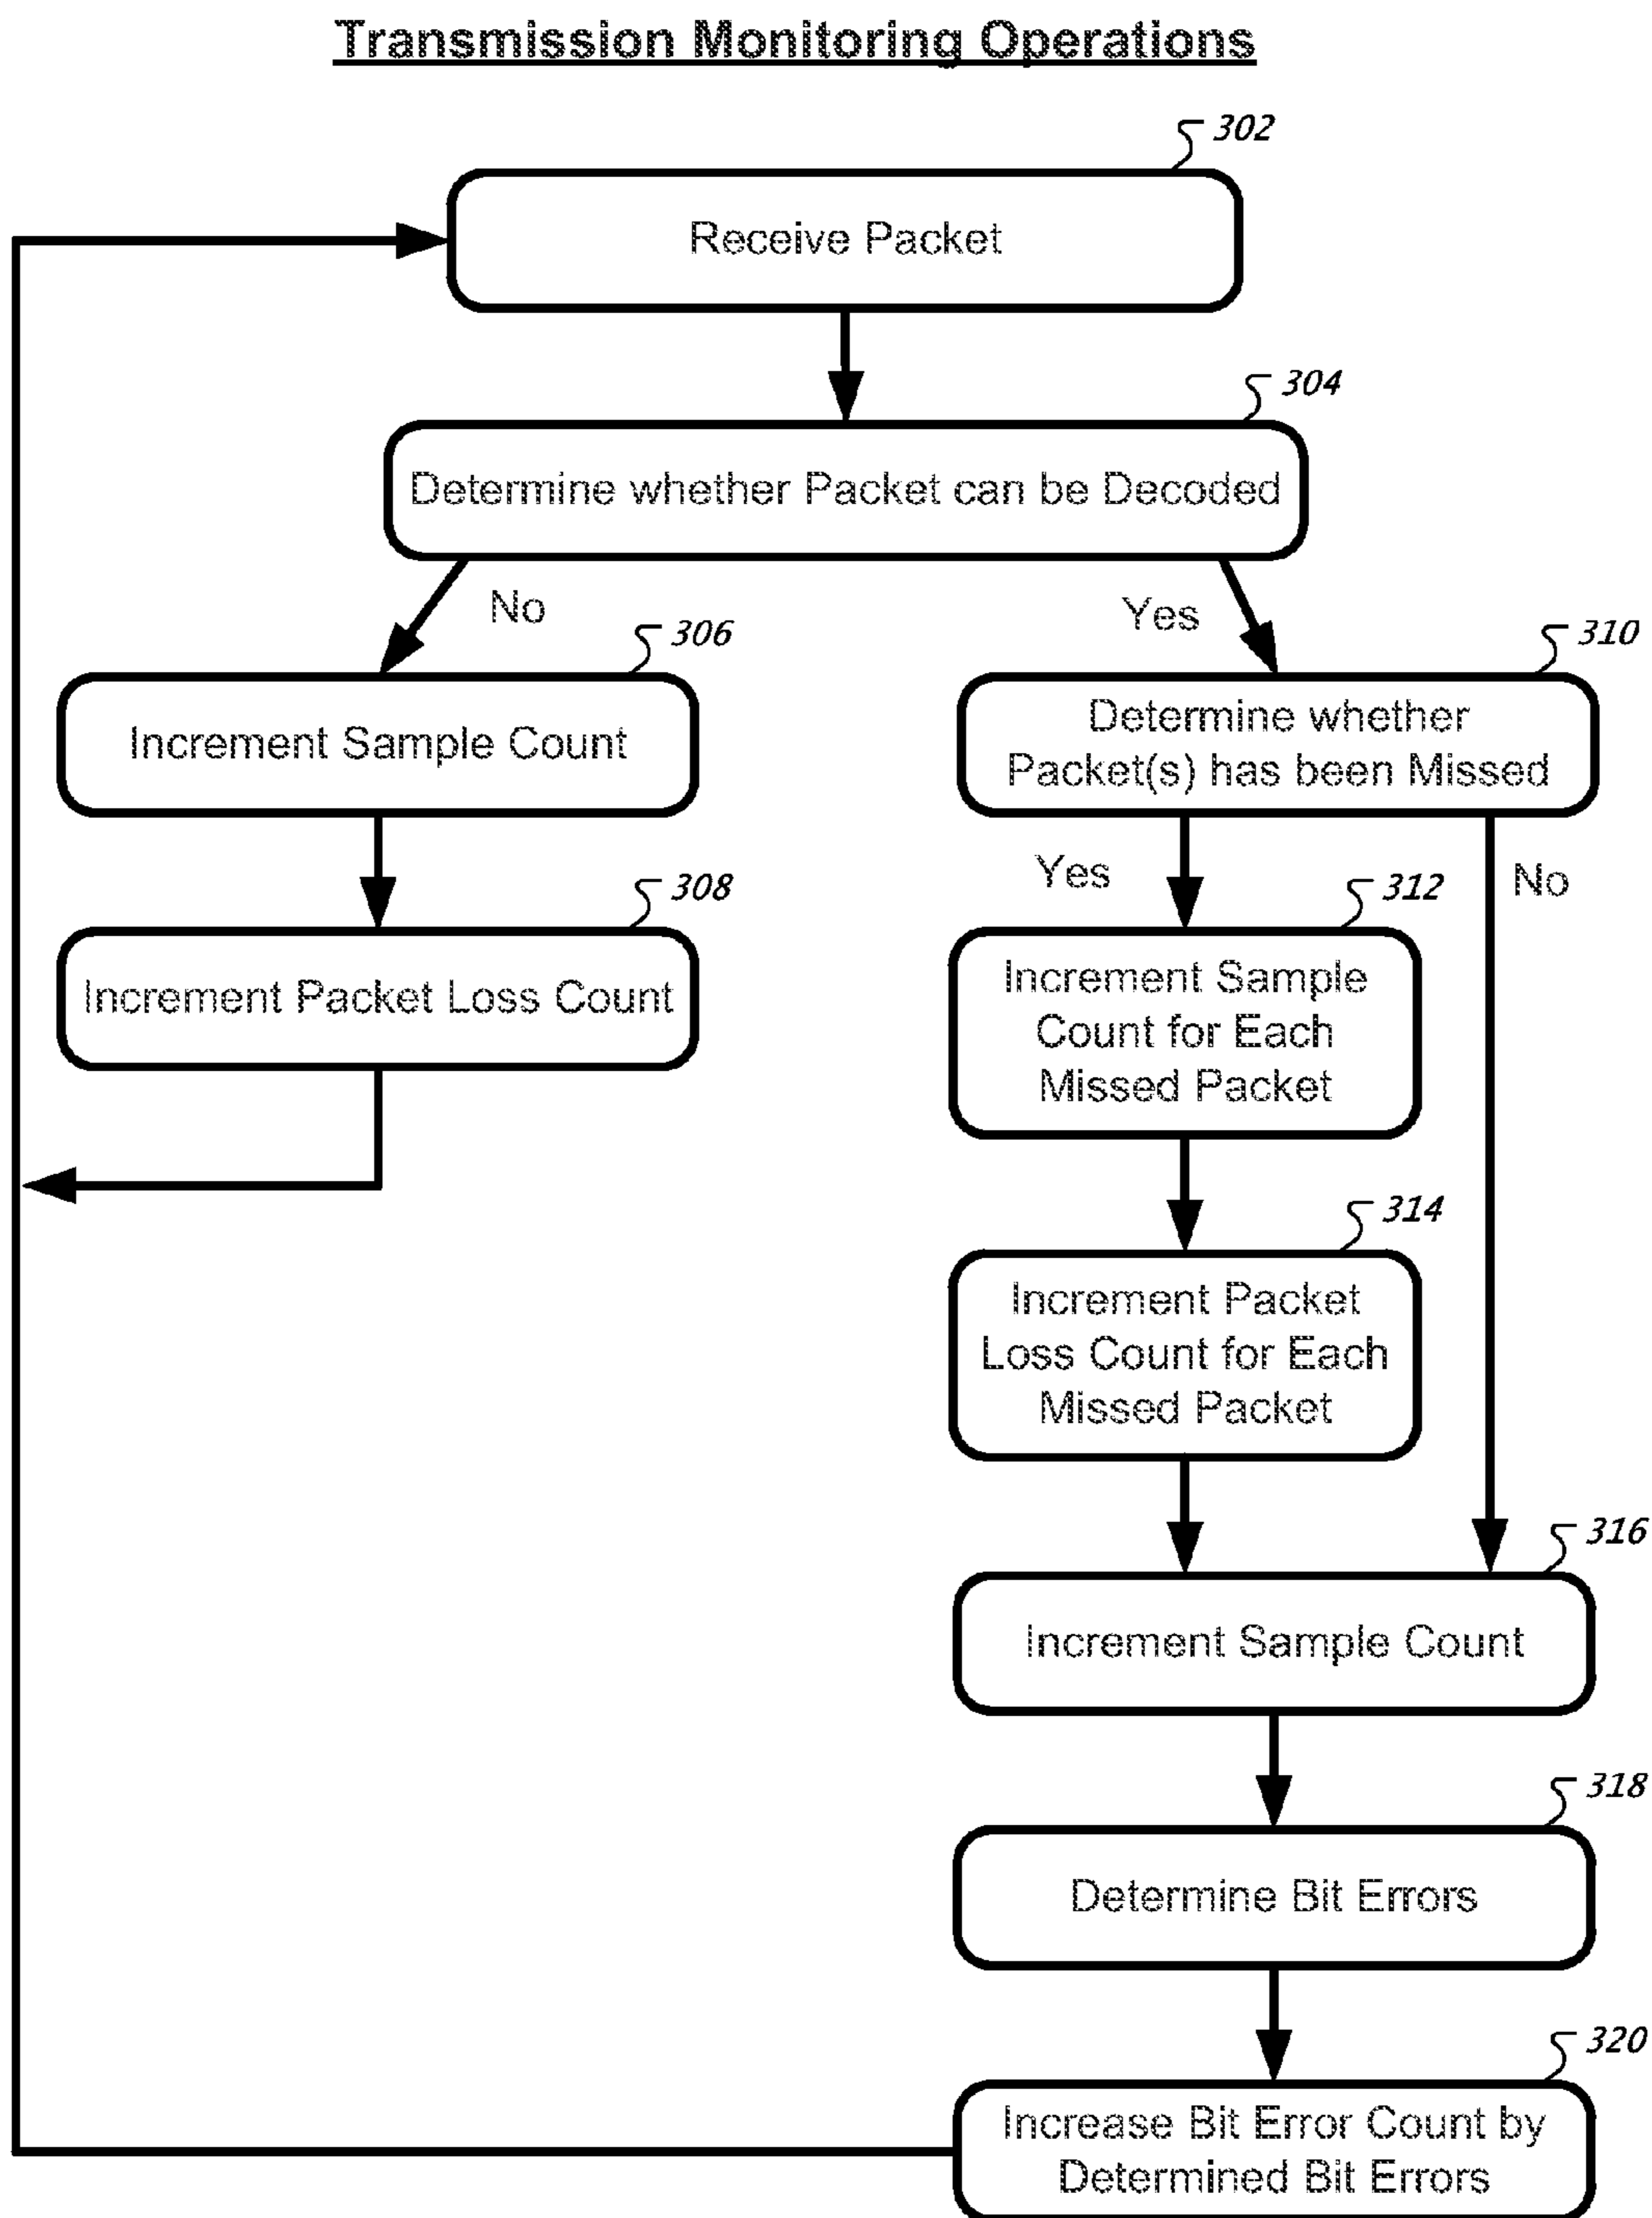 Transmission Monitoring Operations
302
Receive Packet
304
Determine whether Packet can be Decoded
No
Yes
306
Increment Sample Count
310
Determine whether
Packet(s) has been Missed
308
Increment Packet Loss Count
Yes
No
312
Increment Sample
Count for Each
Missed Packet
314
Increment Packet
Loss Count for Each
Missed Packet
316
Increment Sample Count
318
Determine Bit Errors
320
Increase Bit Error Count by
Determined Bit Errors